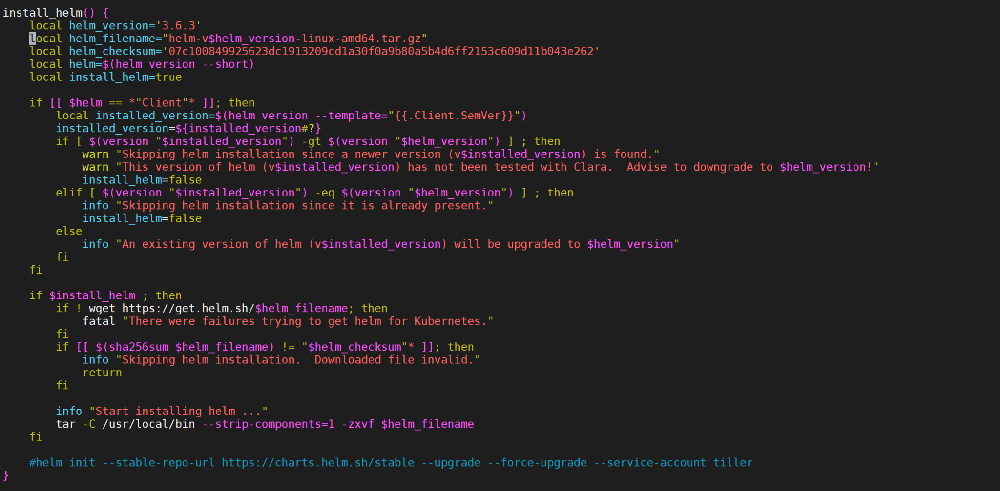 install_helm() {
    local helm_version='3.6.3'
    local helm_filename="helm-v$helm_version-linux-amd64.tar.gz"
    local helm_checksum='07c100849925623dc1913209cd1a30f0a9b80a5b4d6ff2153c609d11b043e262'
    local helm=$(helm version --short)
    local install_helm=true

    if [[ $helm == *"Client"* ]]; then
        local installed_version=$(helm version --template="{{.Client.SemVer}}")
        installed_version=${installed_version#?}
        if [ $(version "$installed_version") -gt $(version "$helm_version") ] ; then
            warn "Skipping helm installation since a newer version (v$installed_version) is found."
            warn "This version of helm (v$installed_version) has not been tested with Clara.  Advise to downgrade to $helm_version!"
            install_helm=false
        elif [ $(version "$installed_version") -eq $(version "$helm_version") ] ; then
            info "Skipping helm installation since it is already present."
            install_helm=false
        else
            info "An existing version of helm (v$installed_version) will be upgraded to $helm_version"
        fi
    fi

    if $install_helm ; then
        if ! wget https://get.helm.sh/$helm_filename; then
            fatal "There were failures trying to get helm for Kubernetes."
        fi
        if [[ $(sha256sum $helm_filename) != "$helm_checksum"* ]]; then
            info "Skipping helm installation.  Downloaded file invalid."
            return
        fi

        info "Start installing helm ..."
        tar -C /usr/local/bin --strip-components=1 -zxvf $helm_filename
    fi

    #helm init --stable-repo-url https://charts.helm.sh/stable --upgrade --force-upgrade --service-account tiller
}